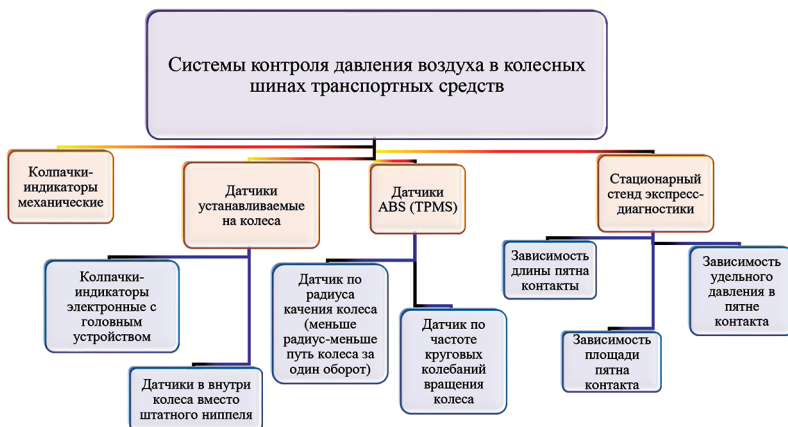 Системы контроля давления воздуха в колесных
шинах транспортных средств
Колпачки-
индикаторы
механические
Датчики
устанавливаемые
на колеса
Датчики
ABS (TPMS)
Стационарный
стенд экспресс-
диагностики
Колпачки-
индикаторы
электронные с
головным
устройством
Датчики в внутри
колеса вместо
штатного ниппеля
Датчик по
радиуса
качения колеса
(меньше
радиус-меньше
путь колеса за
один оборот)
Датчик по
частоте
круговых
колебаний
вращения
колеса
Зависимость
длины пятна
контакты
Зависимость
площади
пятна
контакта
Зависимость
удельного
давления в
пятне
контакта